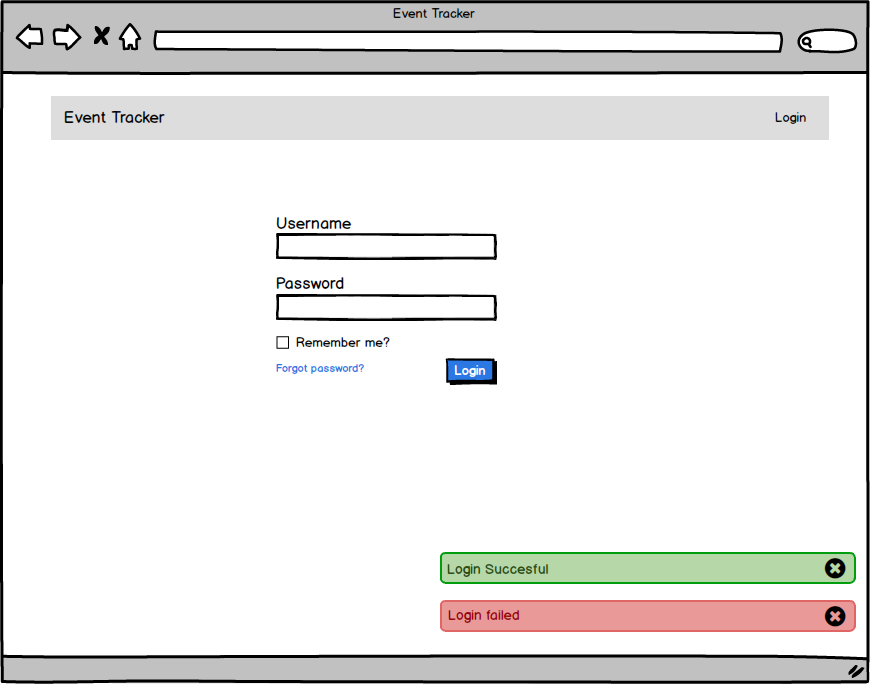 Event Tracker
Event Tracker
Login
Username
Password
Remember me?
Forgot password?
Login
Login Succesful
Login failed